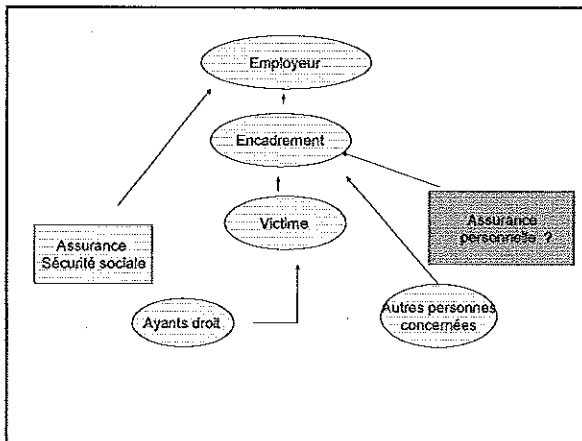 Employeur
Encadrement
Victime
Assurance
Sécurité sociale
Assurance
personnelle ?
Ayants droit
Autres personnes
concernées